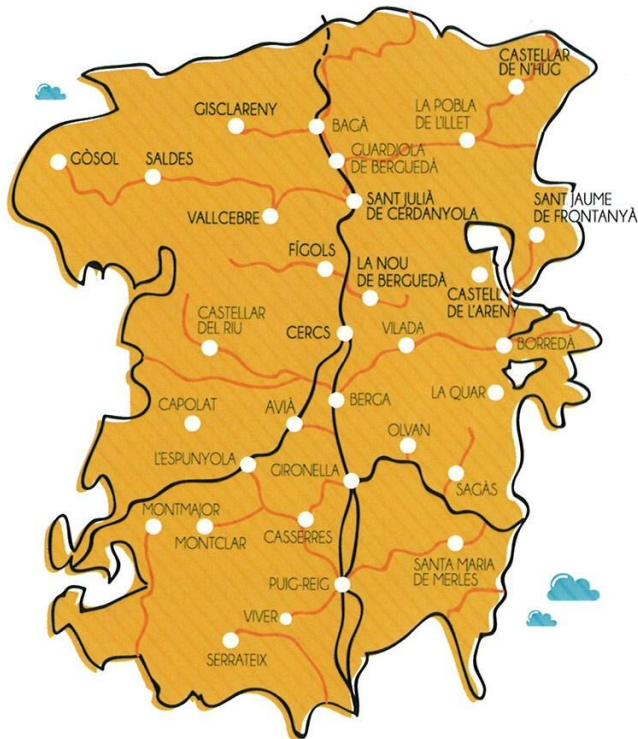 CASTELLAR
DE N'HUG
GISCLARENY
LA POBLA
DE L'ILLET
BAGÀ
GUARDIOLA
DE BERGUEDÀ
GÒSOL
SALDES
SANT JULIÀ
DE CERDANYOLA
SANT JAUME
DE FRONTANYÀ
VALLCEBRE
FÍGOLS
LA NOU
DE BERGUEDÀ
CASTELL
DE L'ARENY
CASTELLAR
DEL RIU
CERCS
VILADA
BORREDÀ
CAPOLAT
AVIÀ
BERGA
LA QUAR
OLVAN
L'ESPUNYOLA
GIRONELLA
SAGÀS
MONTMAJOR
MONTCLAR
CASSERRES
SANTA MARIA
DE MERLES
PUIG-REIG
VIVER
SERRATEIX